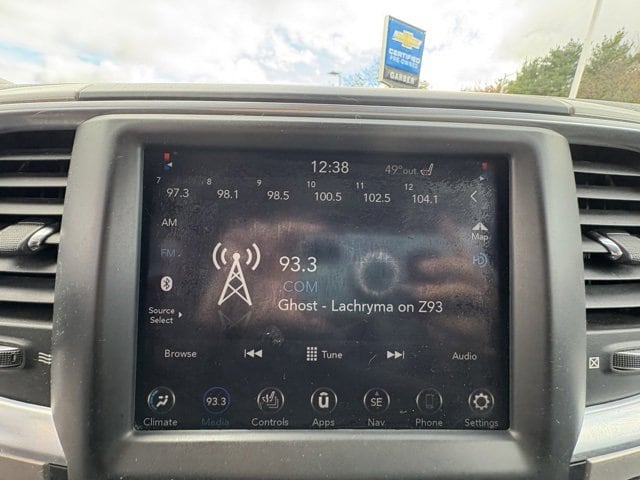 CERTIFIED
PRE-OWNED
GARBER
12:38 49° out
7 8 9 10 11 12
97.3 98.1 98.5 100.5 102.5 104.1
AM
FM
Map
HD
93.3
.COM
Ghost - Lachryma on Z93
Source
Select
Browse Tune Audio
93.3 SE
Climate Media Controls Apps Nav Phone Settings